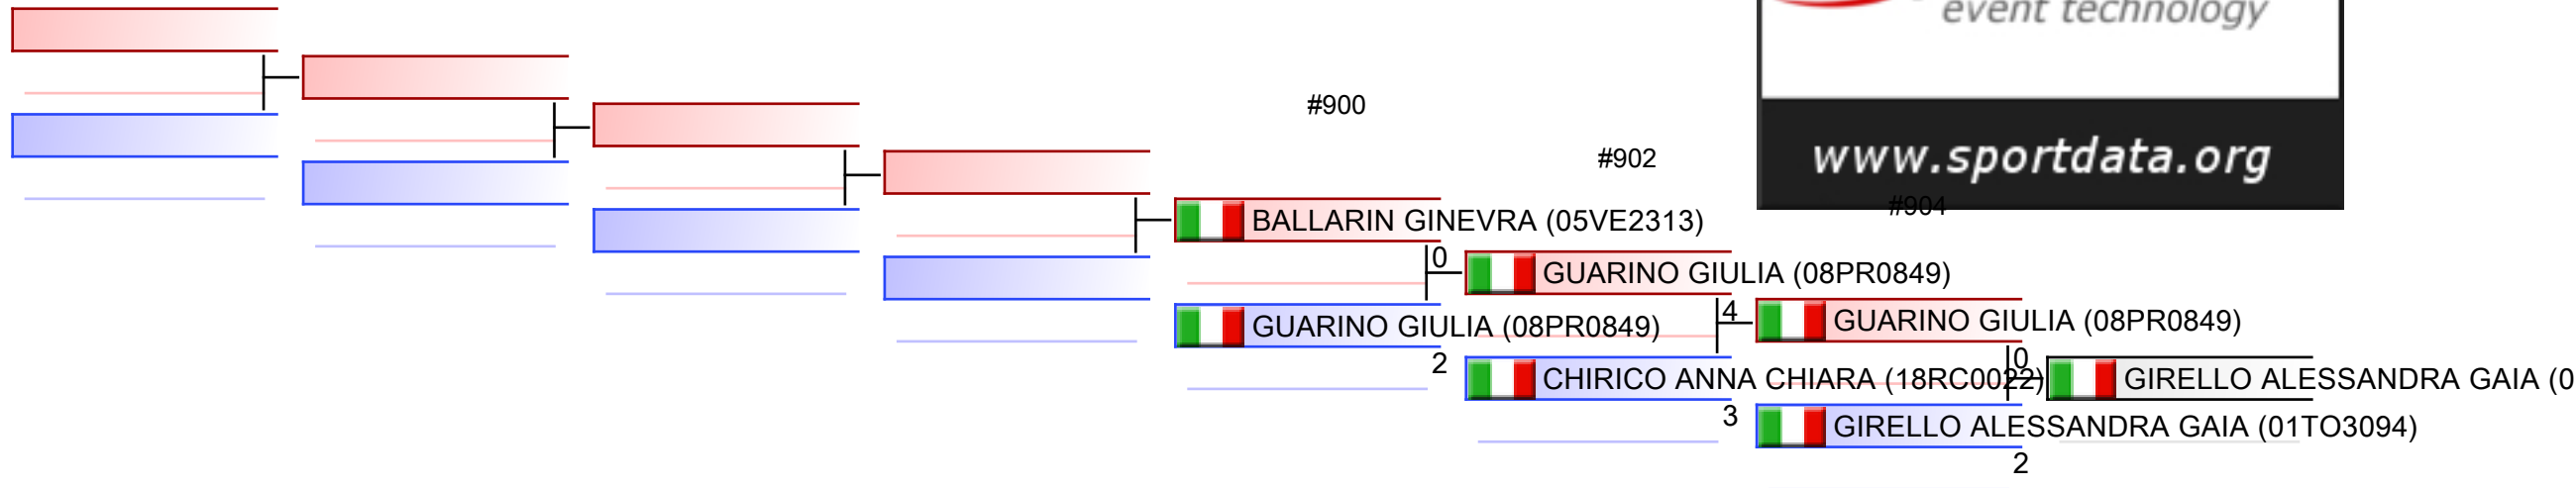 event technology
#900
#902
www.sportdata.org
#904
BALLARIN GINEVRA (05VE2313)
0
GUARINO GIULIA (08PR0849)
4
GUARINO GIULIA (08PR0849)
GUARINO GIULIA (08PR0849)
2
CHIRICO ANNA CHIARA (18RC0022)
0
GIRELLO ALESSANDRA GAIA (0
3
GIRELLO ALESSANDRA GAIA (01TO3094)
2